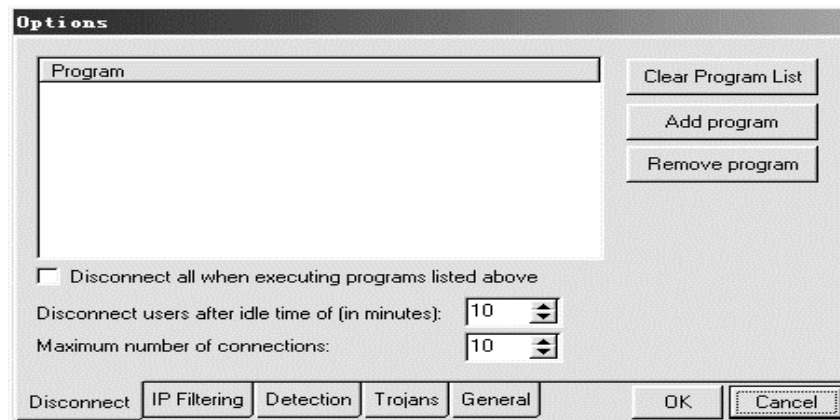 Options
Program
Clear Program List
Add program
Remove program
Disconnect all when executing programs listed above
Disconnect users after idle time of (in minutes): 10
Maximum number of connections: 10
Disconnect IP Filtering Detection Trojans General OK Cancel